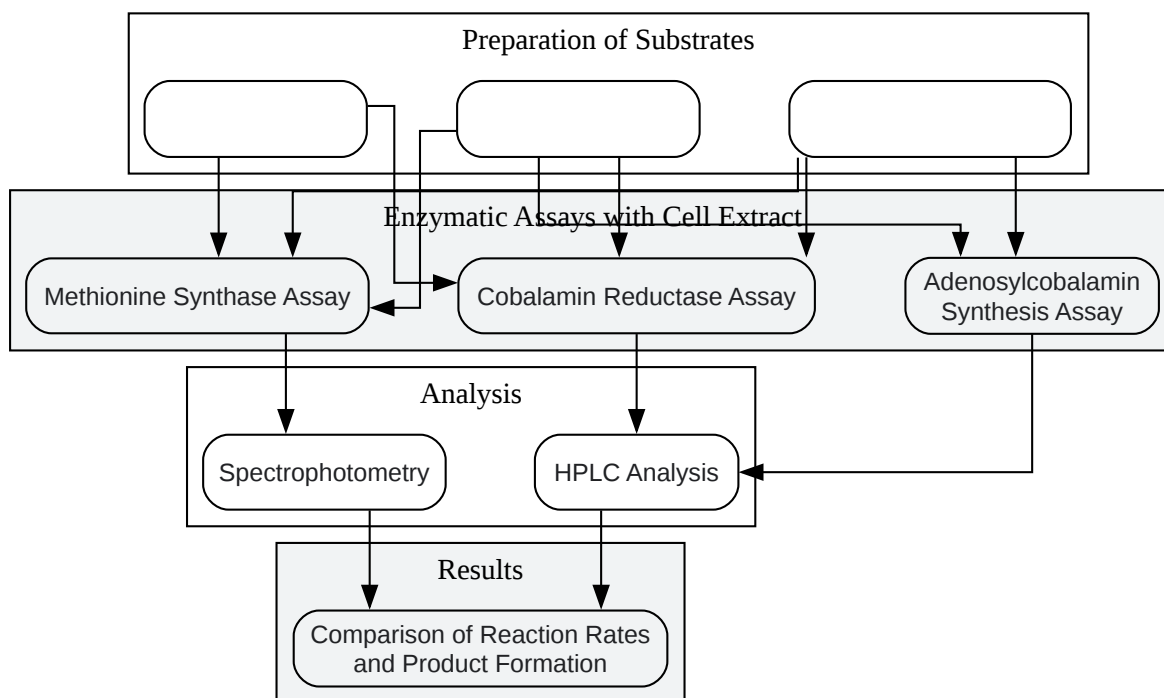 Preparation of Substrates
Enzymatic Assays with Cell Extract
Methionine Synthase Assay
Cobalamin Reductase Assay
Adenosylcobalamin
Synthesis Assay
Analysis
Spectrophotometry
HPLC Analysis
Results
Comparison of Reaction Rates
and Product Formation